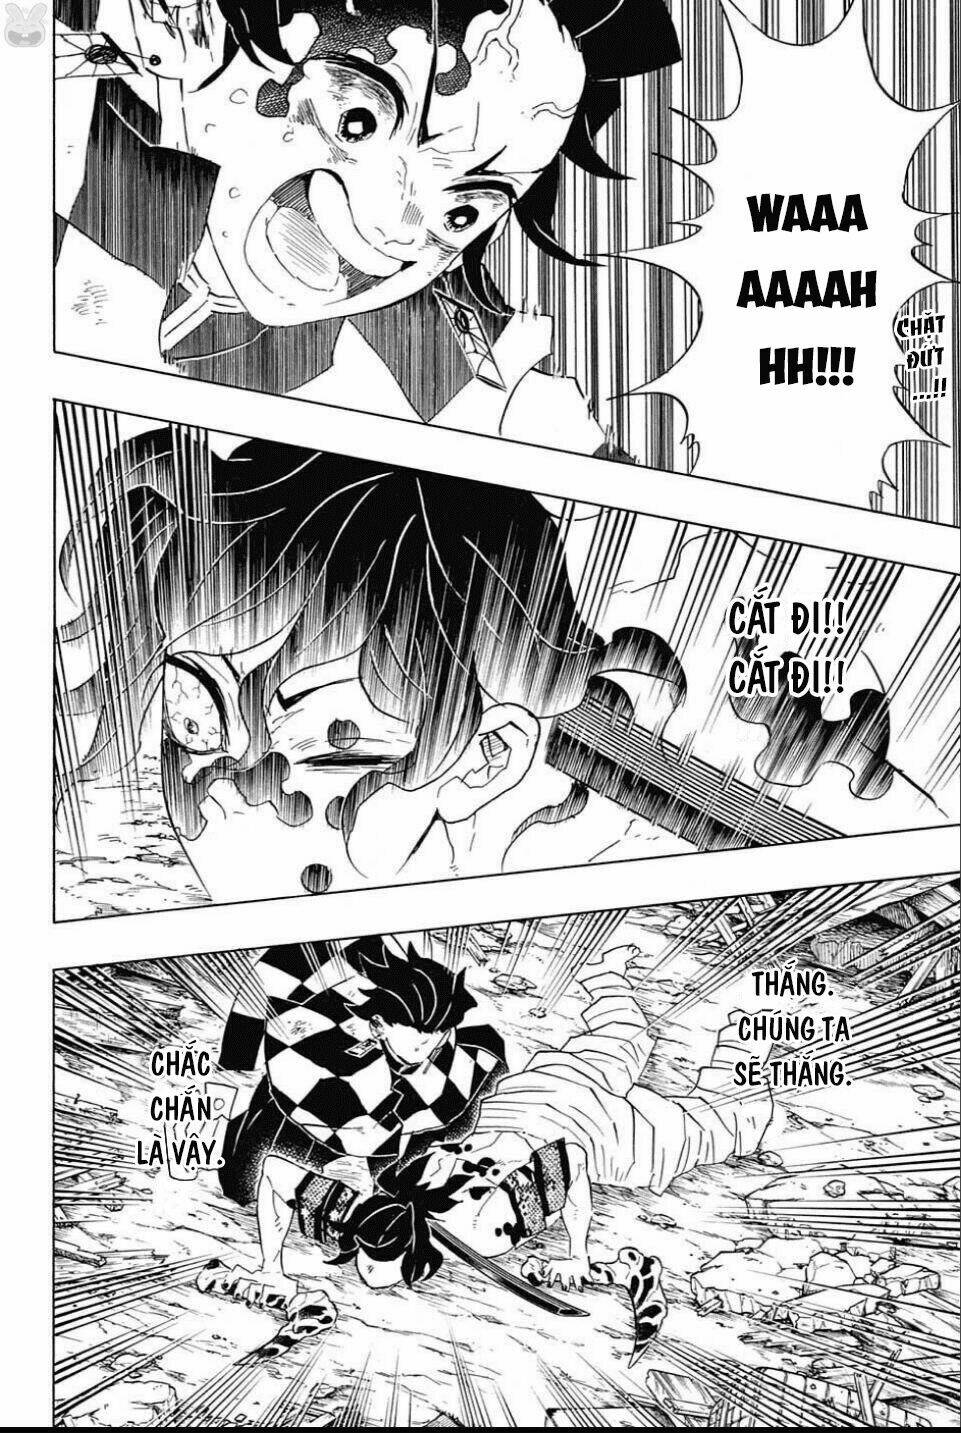 WAAA
AAAAH
HH!!!
CHẶT
ĐỨT
...!!
CẮT ĐI!!
CẮT ĐI!!
THẮNG.
CHÚNG TA
SẼ THẮNG.
CHẮC
CHẮN
LÀ VẬY.